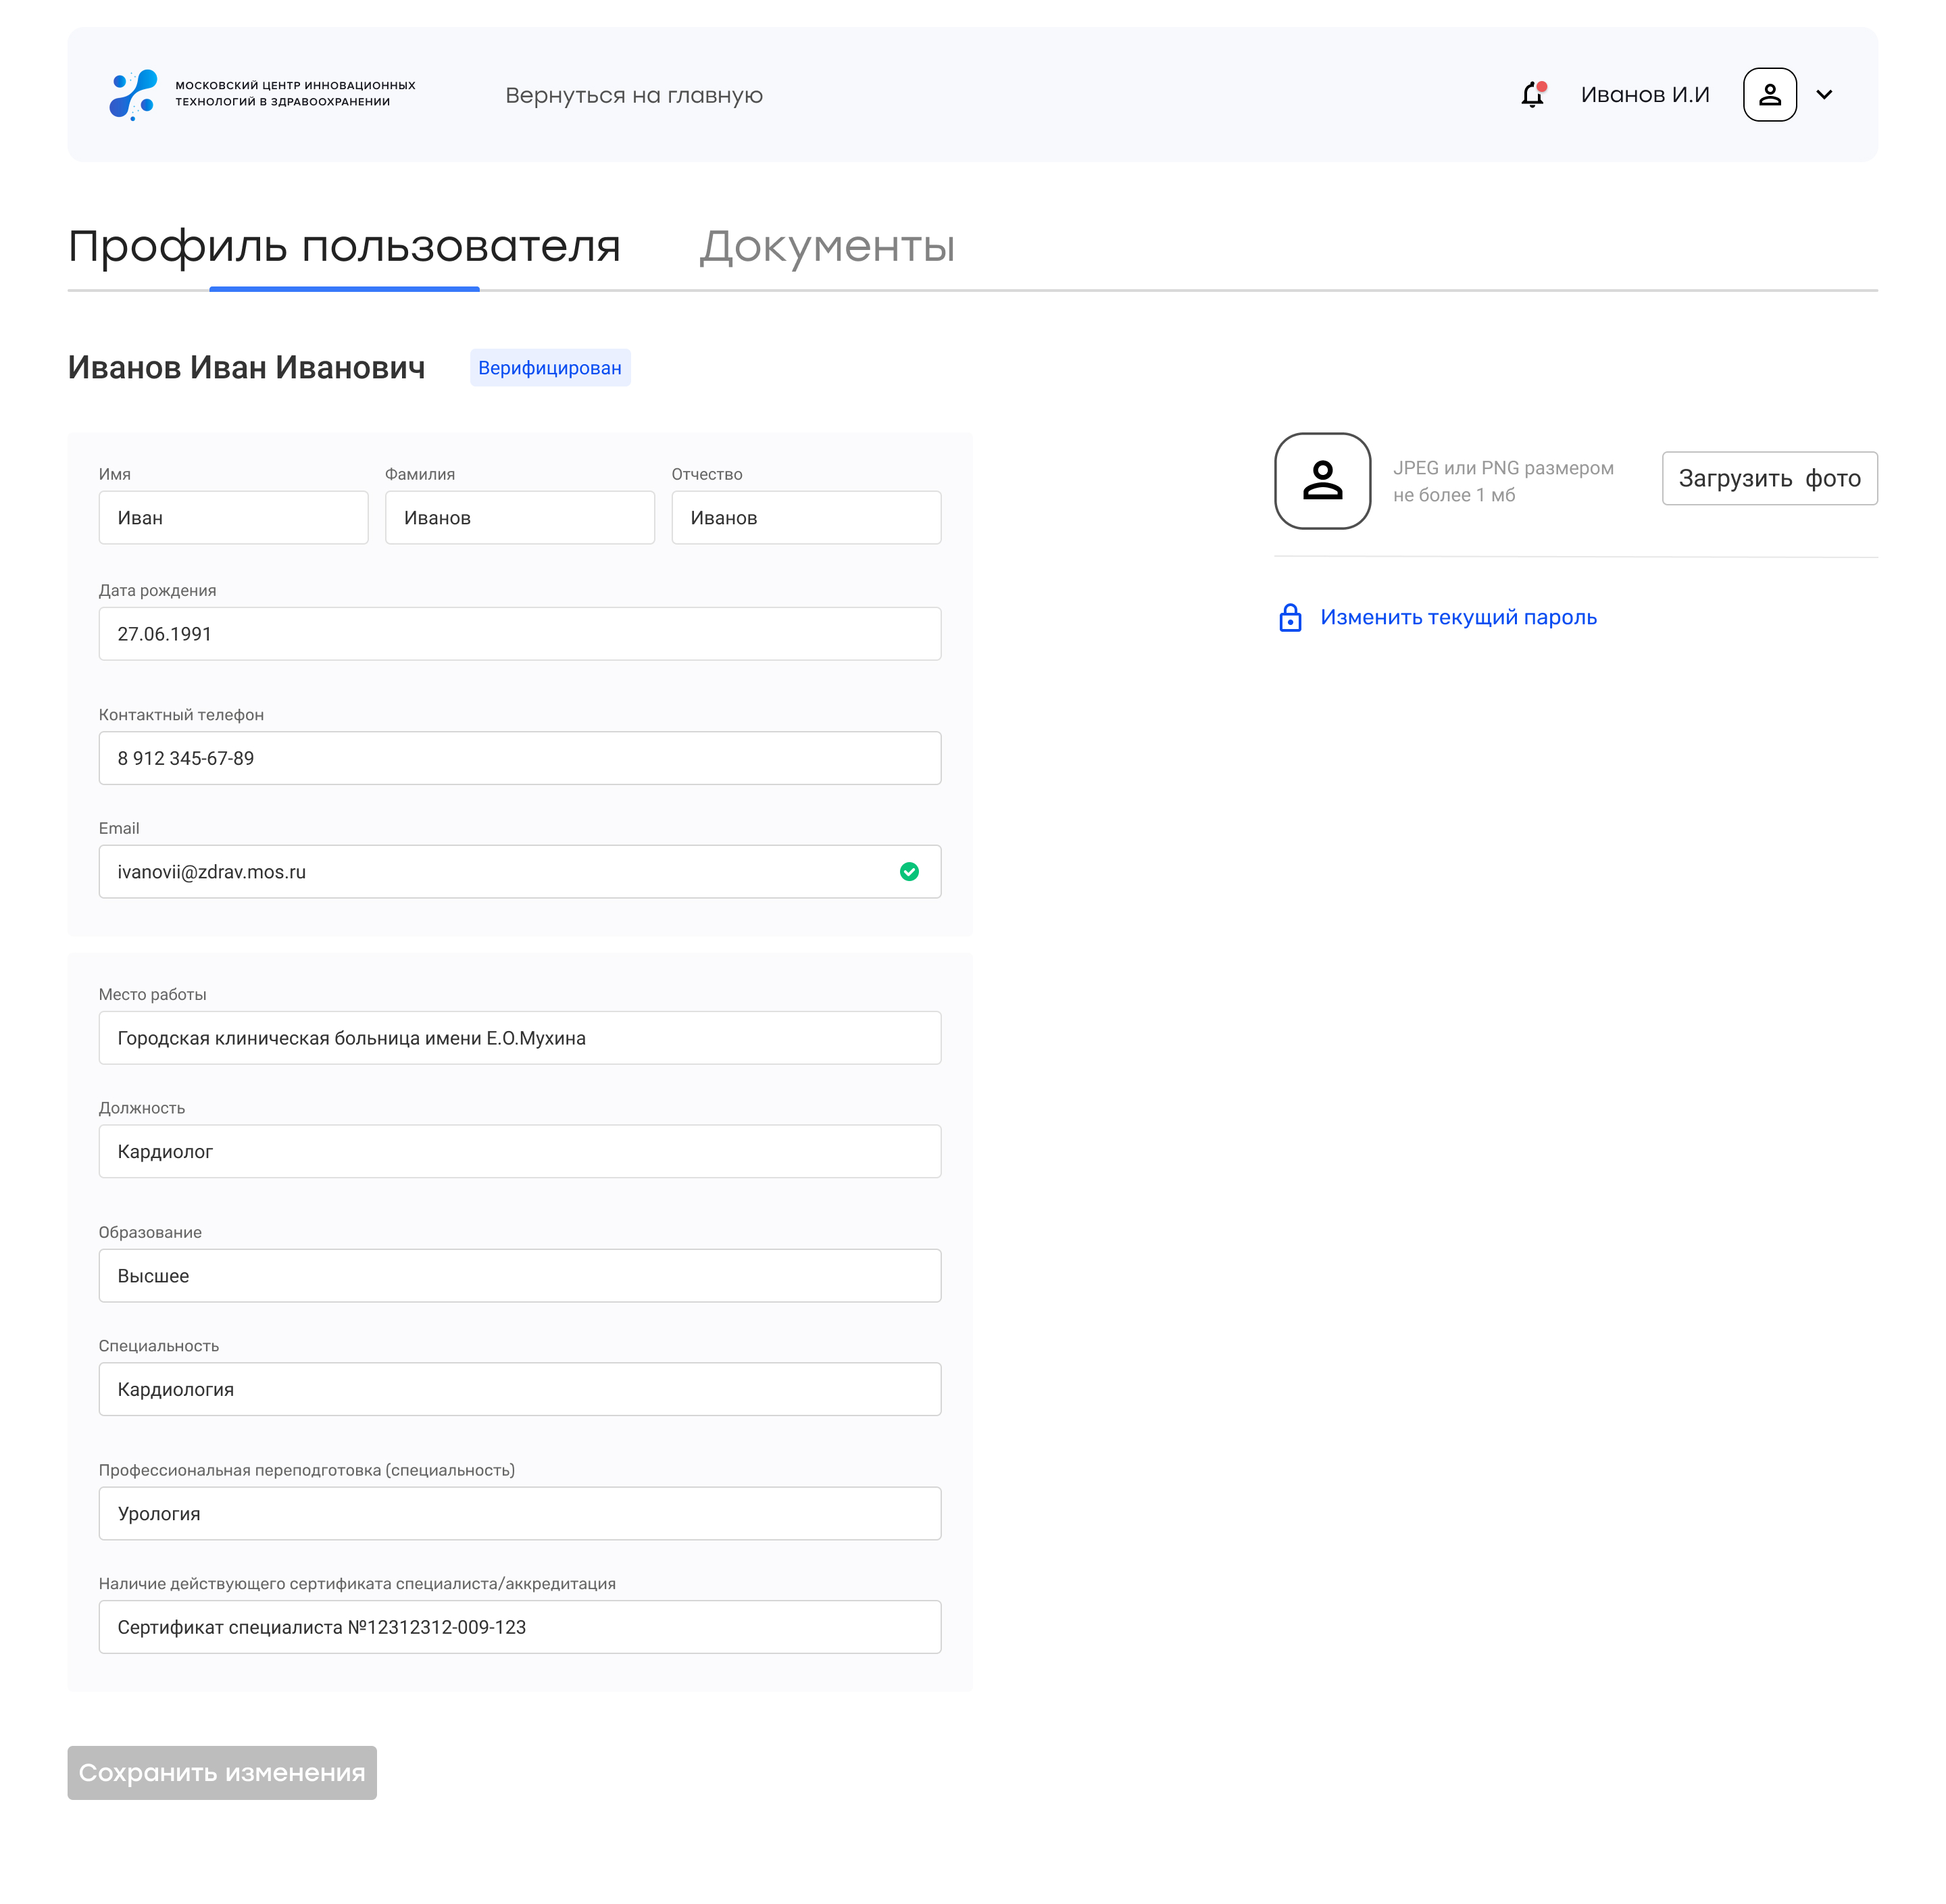 МОСКОВСКИЙ ЦЕНТР ИННОВАЦИОННЫХ
ТЕХНОЛОГИЙ В ЗДРАВООХРАНЕНИИ
Вернуться на главную
Иванов И.И
Профиль пользователя
Документы
Иванов Иван Иванович
Верифицирован
Имя
Фамилия
Отчество
Иван
Иванов
Иванов
Дата рождения
27.06.1991
Контактный телефон
8 912 345-67-89
Email
ivanovii@zdrav.mos.ru
Место работы
Городская клиническая больница имени Е.О.Мухина
Должность
Кардиолог
Образование
Высшее
Специальность
Кардиология
Профессиональная переподготовка (специальность)
Урология
Наличие действующего сертификата специалиста/аккредитация
Сертификат специалиста №12312312-009-123
Сохранить изменения
JPEG или PNG размером
не более 1 мб
Загрузить фото
Изменить текущий пароль